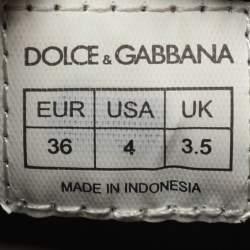 DOLCE & GABBANA
EUR USA UK
36 4 3.5
MADE IN INDONESIA